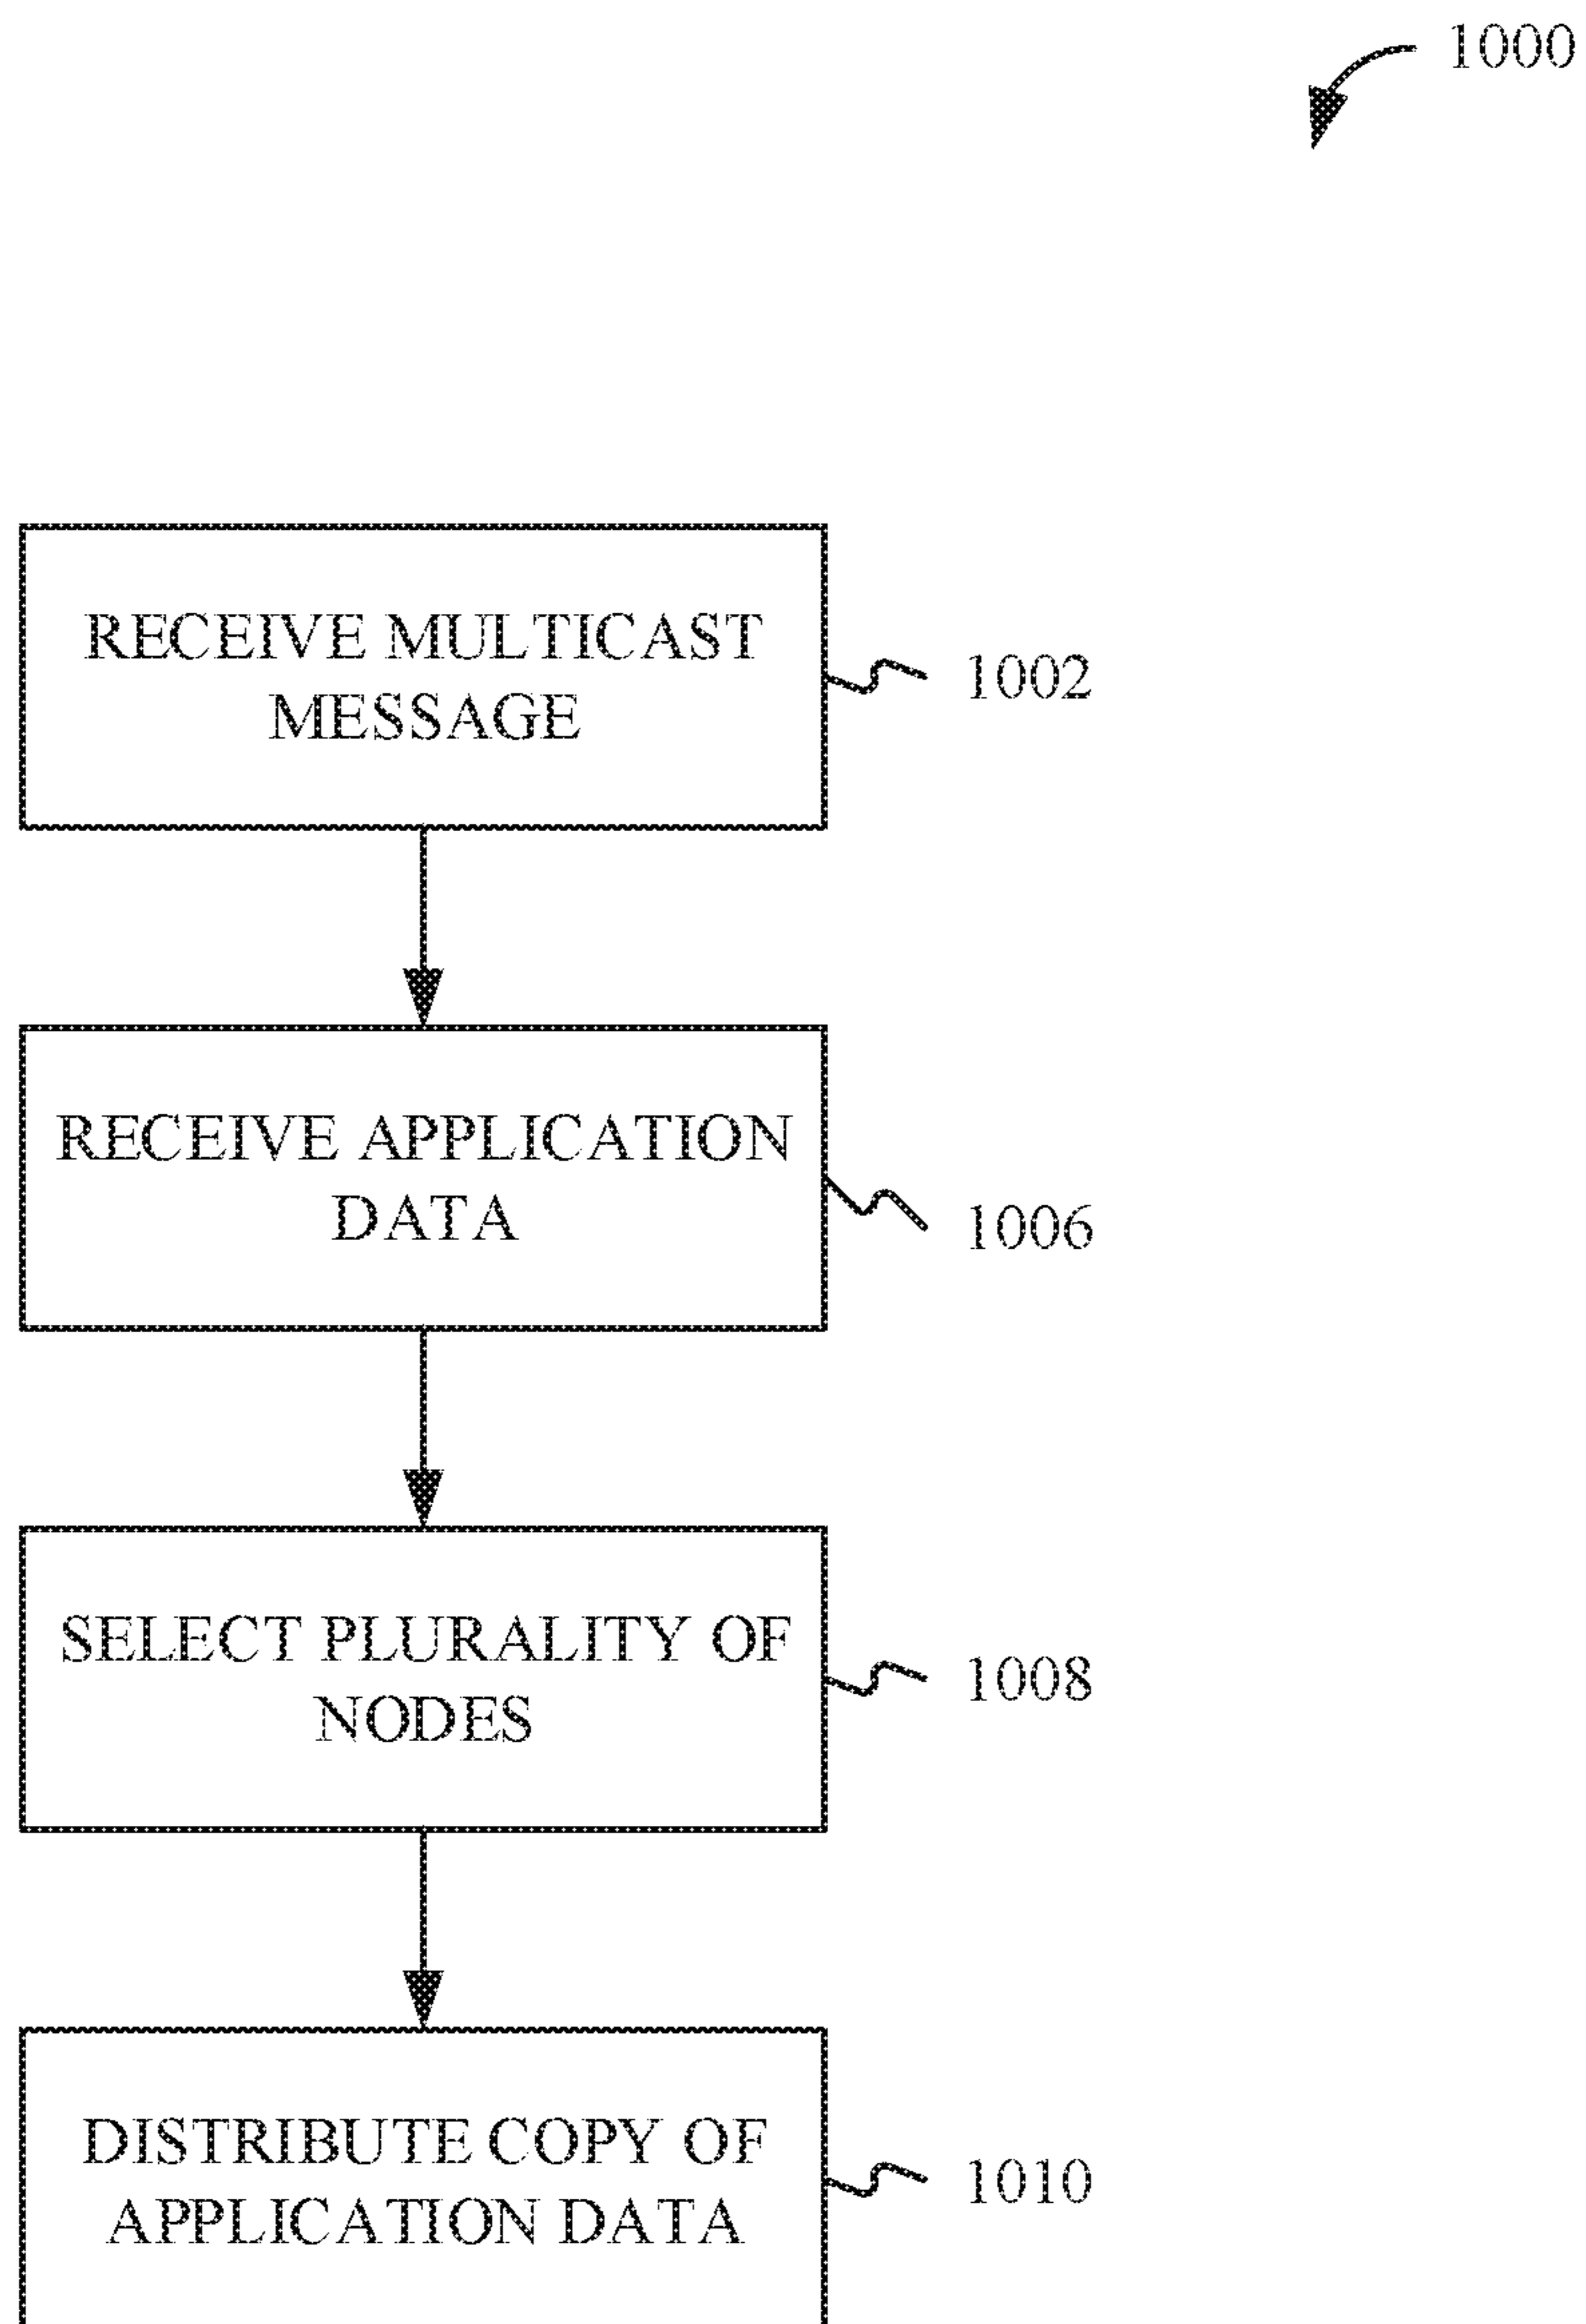 1000
RECEIVE MULTICAST
MESSAGE
1002
RECEIVE APPLICATION
DATA
1006
SELECT PLURALITY OF
NODES
1008
DISTRIBUTE COPY OF
APPLICATION DATA
1010